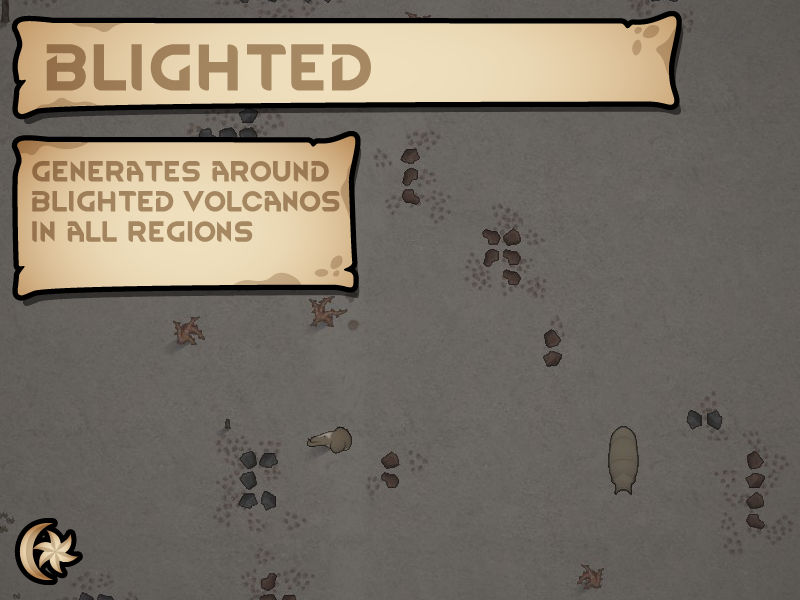 BLIGHTED
GENERATES AROUND
BLIGHTED VOLCANOS
IN ALL REGIONS